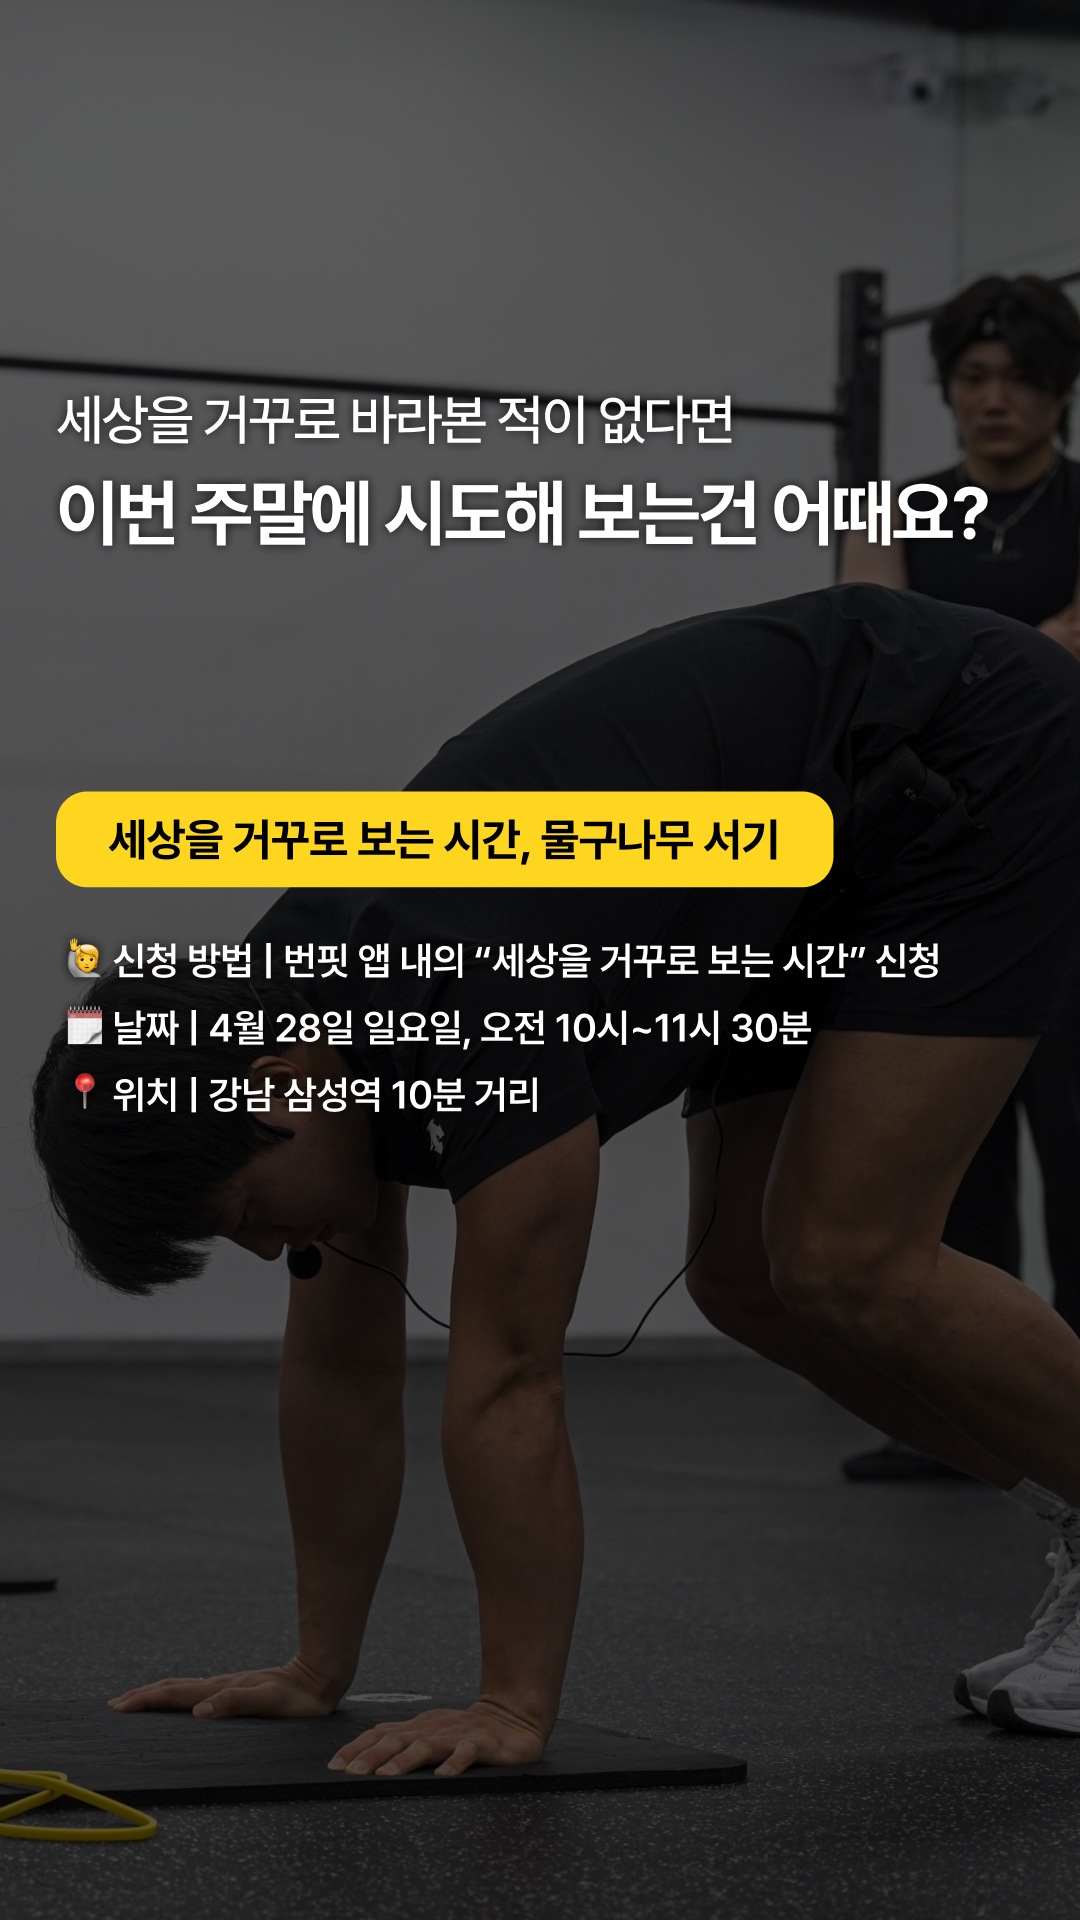 세상을 거꾸로 바라본 적이 없다면
이번 주말에 시도해 보는건 어때요?
세상을 거꾸로 보는 시간, 물구나무 서기
🙋 신청 방법 | 번핏 앱 내의 “세상을 거꾸로 보는 시간” 신청
🗓️ 날짜 | 4월 28일 일요일, 오전 10시~11시 30분
📍 위치 | 강남 삼성역 10분 거리